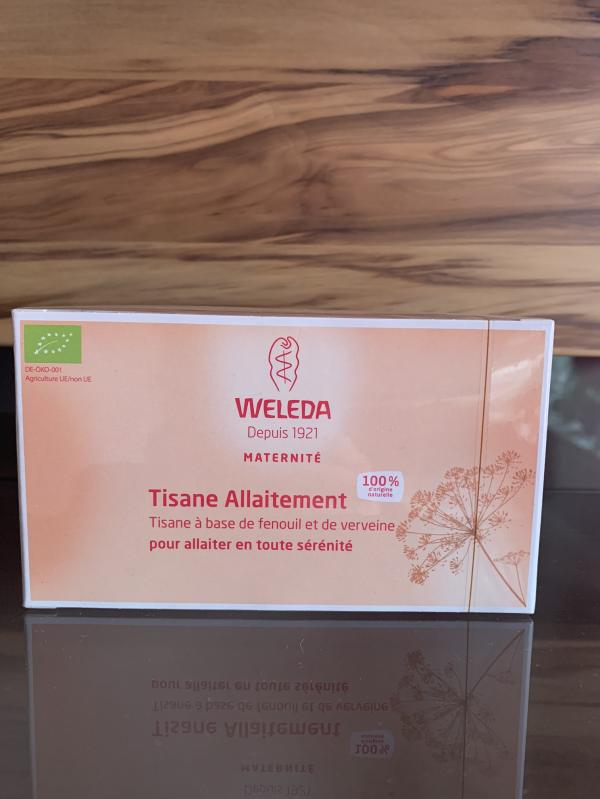 DE-ÖKO-001
Agriculture UE/non UE
WELEDA
Depuis 1921
MATERNITÉ
100%
d'origine
naturelle
Tisane Allaitement
Tisane à base de fenouil et de verveine
pour allaiter en toute sérénité